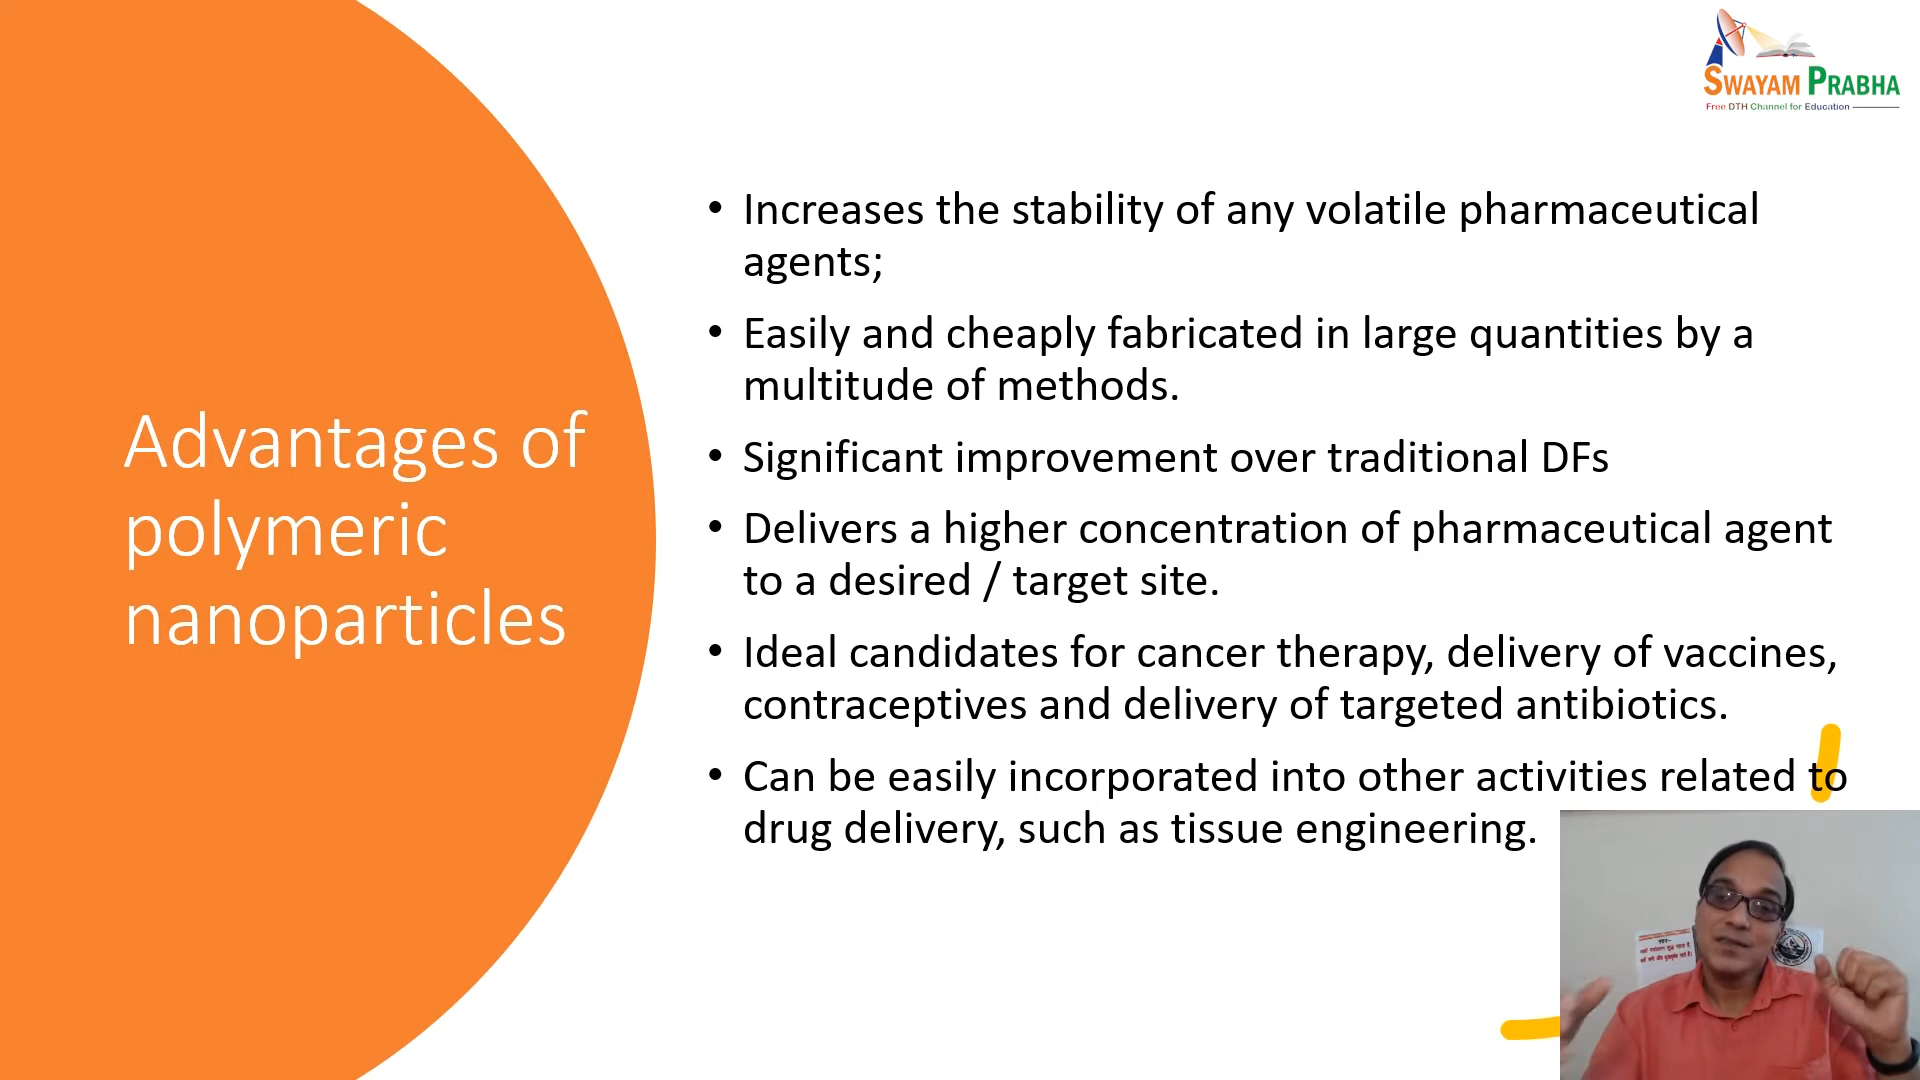 SWAYAM PRABHA
Free DTH Channel for Education
Advantages of
polymeric
nanoparticles
• Increases the stability of any volatile pharmaceutical
agents;
• Easily and cheaply fabricated in large quantities by a
multitude of methods.
• Significant improvement over traditional DFs
• Delivers a higher concentration of pharmaceutical agent
to a desired / target site.
• Ideal candidates for cancer therapy, delivery of vaccines,
contraceptives and delivery of targeted antibiotics.
• Can be easily incorporated into other activities related to
drug delivery, such as tissue engineering.